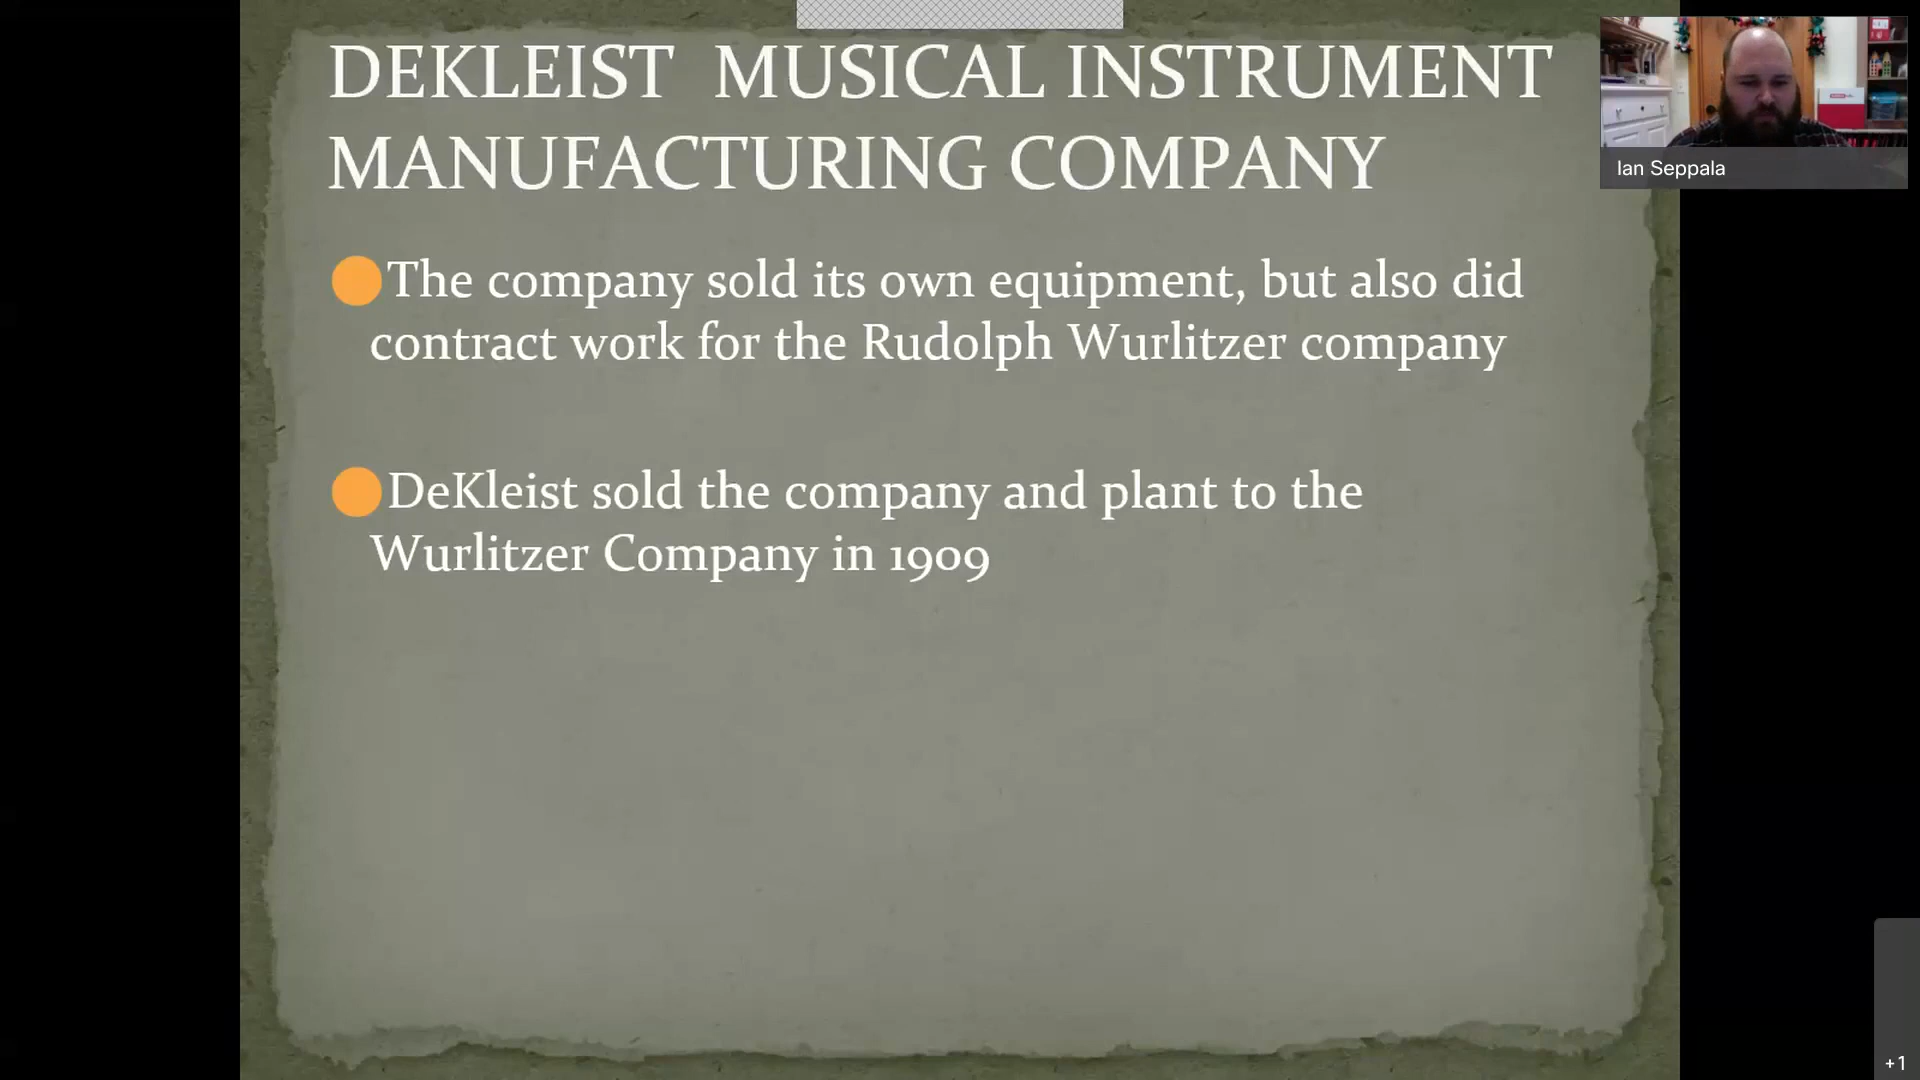 DEKLEIST MUSICAL INSTRUMENT
MANUFACTURING COMPANY
The company sold its own equipment, but also did
contract work for the Rudolph Wurlitzer company
DeKleist sold the company and plant to the
Wurlitzer Company in 1909
Ian Seppala
+1